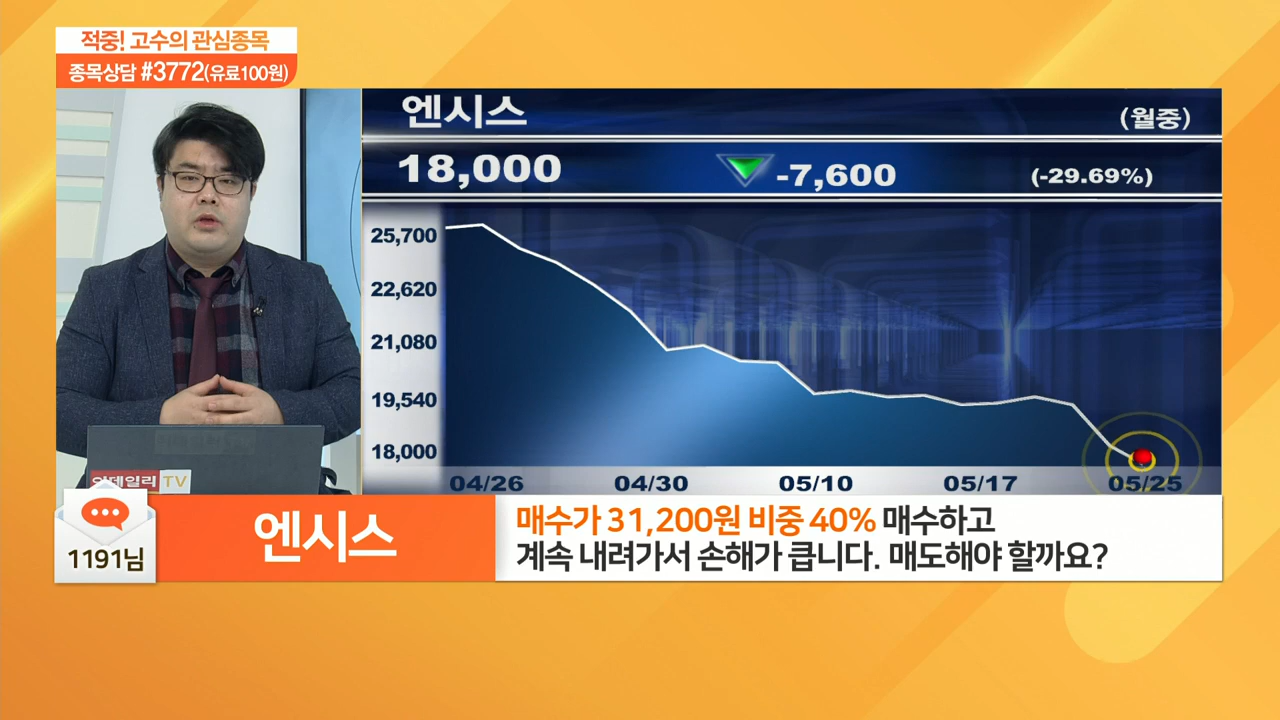 적중! 고수의 관심종목
종목상담 #3772(유료100원)
엔시스
(월중)
18,000
-7,600
(-29.69%)
25,700
22,620
21,080
19,540
18,000
04/26
04/30
05/10
05/17
05/25
이데일리 TV
1191님
엔시스
매수가 31,200원 비중 40% 매수하고
계속 내려가서 손해가 큽니다. 매도해야 할까요?